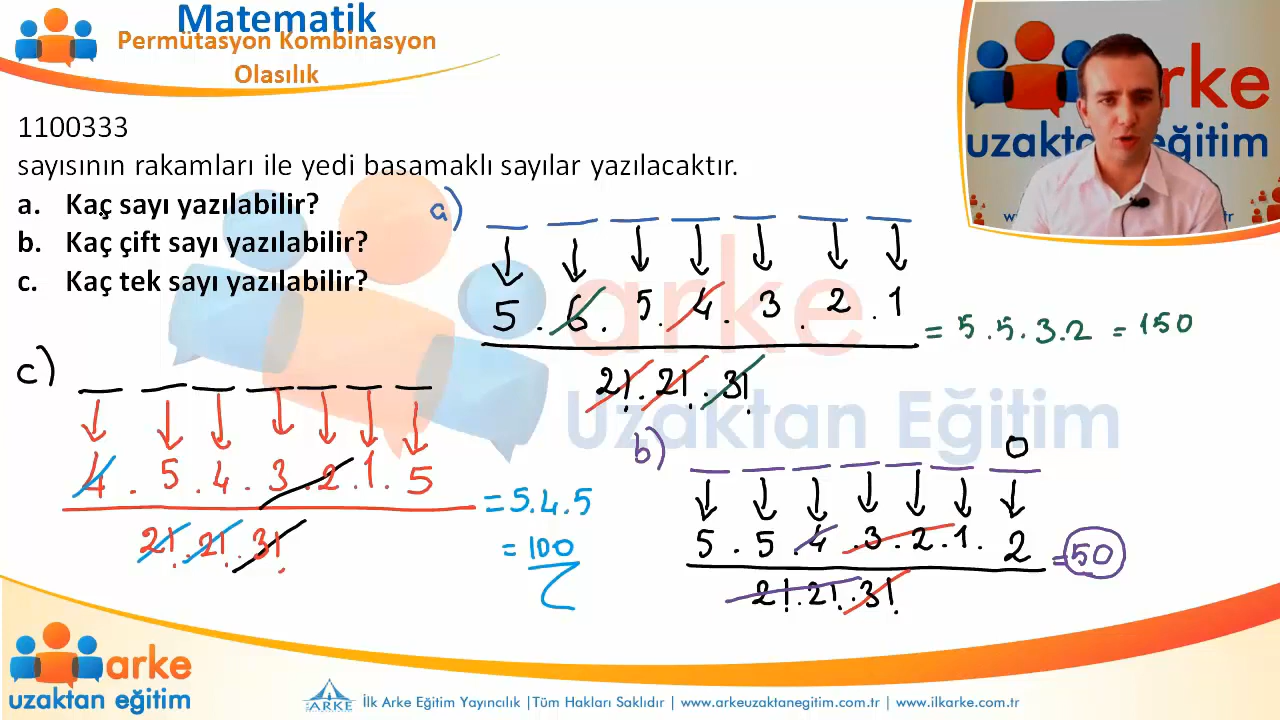 Matematik
Permütasyon Kombinasyon
Olasılık
arke
uzaktan eğitim
1100333
sayısının rakamları ile yedi basamaklı sayılar yazılacaktır.
a. Kaç sayı yazılabilir?
b. Kaç çift sayı yazılabilir?
c. Kaç tek sayı yazılabilir?
a)
5 . 6 . 5 . 4 . 3 . 2 . 1
2! . 2! . 3!
= 5 . 5 . 3 . 2 = 150
arke
Uzaktan Eğitim
c)
4 . 5 . 4 . 3 . 2 . 1 . 5
2! . 2! . 3!
= 5.4.5
= 100
b)
0
5 . 5 . 4 . 3 . 2 . 1 . 2
2! . 2! . 3!
= 50
arke
uzaktan eğitim
ARKE
İlk Arke Eğitim Yayıncılık |Tüm Hakları Saklıdır | www.arkeuzaktanegitim.com.tr | www.ilkarke.com.tr